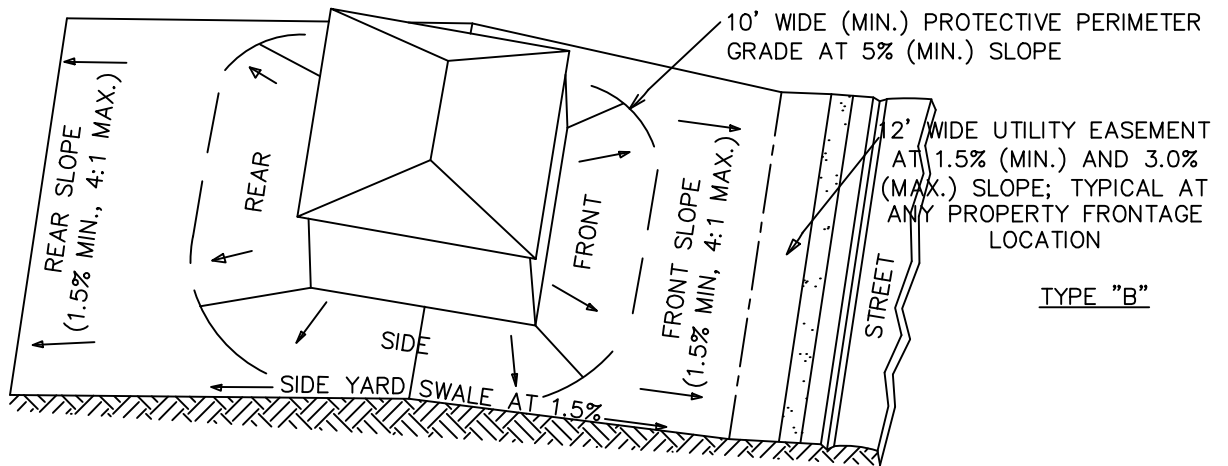 10' WIDE (MIN.) PROTECTIVE PERIMETER
GRADE AT 5% (MIN.) SLOPE
12' WIDE UTILITY EASEMENT
AT 1.5% (MIN.) AND 3.0%
(MAX.) SLOPE; TYPICAL AT
ANY PROPERTY FRONTAGE
LOCATION
TYPE "B"
REAR SLOPE
(1.5% MIN., 4:1 MAX.)
REAR
FRONT
FRONT SLOPE
(1.5% MIN, 4:1 MAX.)
STREET
SIDE
SIDE YARD SWALE AT 1.5%